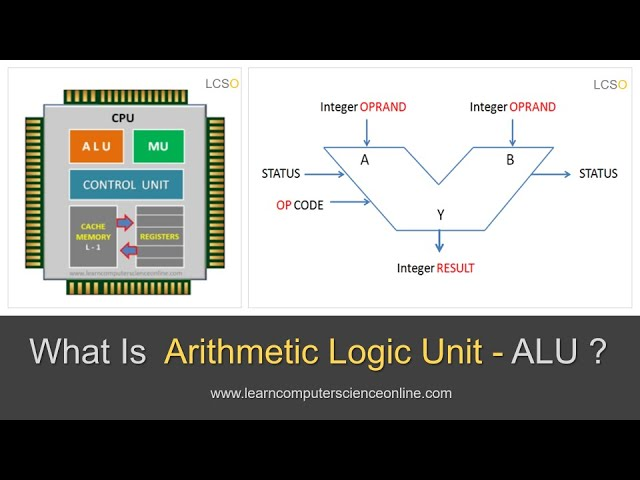 LCSO
CPU
ALU
MU
CONTROL UNIT
CACHE
MEMORY
L - 1
REGISTERS
www.learncomputerscienceonline.com
LCSO
Integer OPRAND
Integer OPRAND
A
B
STATUS
STATUS
OP CODE
Y
Integer RESULT
What Is Arithmetic Logic Unit - ALU ?
www.learncomputerscienceonline.com